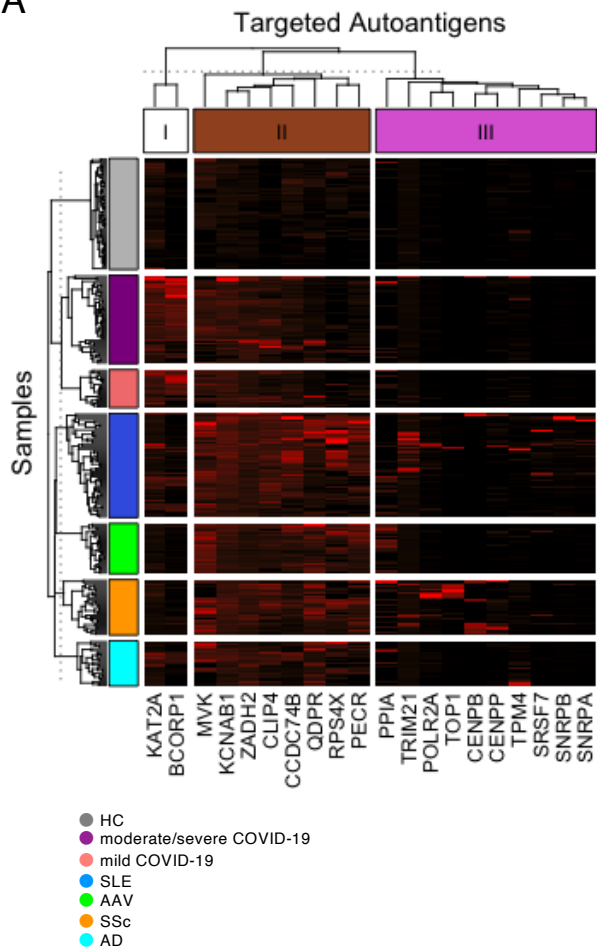 A
Targeted Autoantigens
I
II
III
Samples
KAT2A
BCORP1
MVK
KCNAB1
ZADH2
CLIP4
CCDC74B
QDPR
RPS4X
PECR
PPIA
TRIM21
POLR2A
TOP1
CENPB
CENPP
TPM4
SRSF7
SNRPB
SNRPA
HC
moderate/severe COVID-19
mild COVID-19
SLE
AAV
SSc
AD